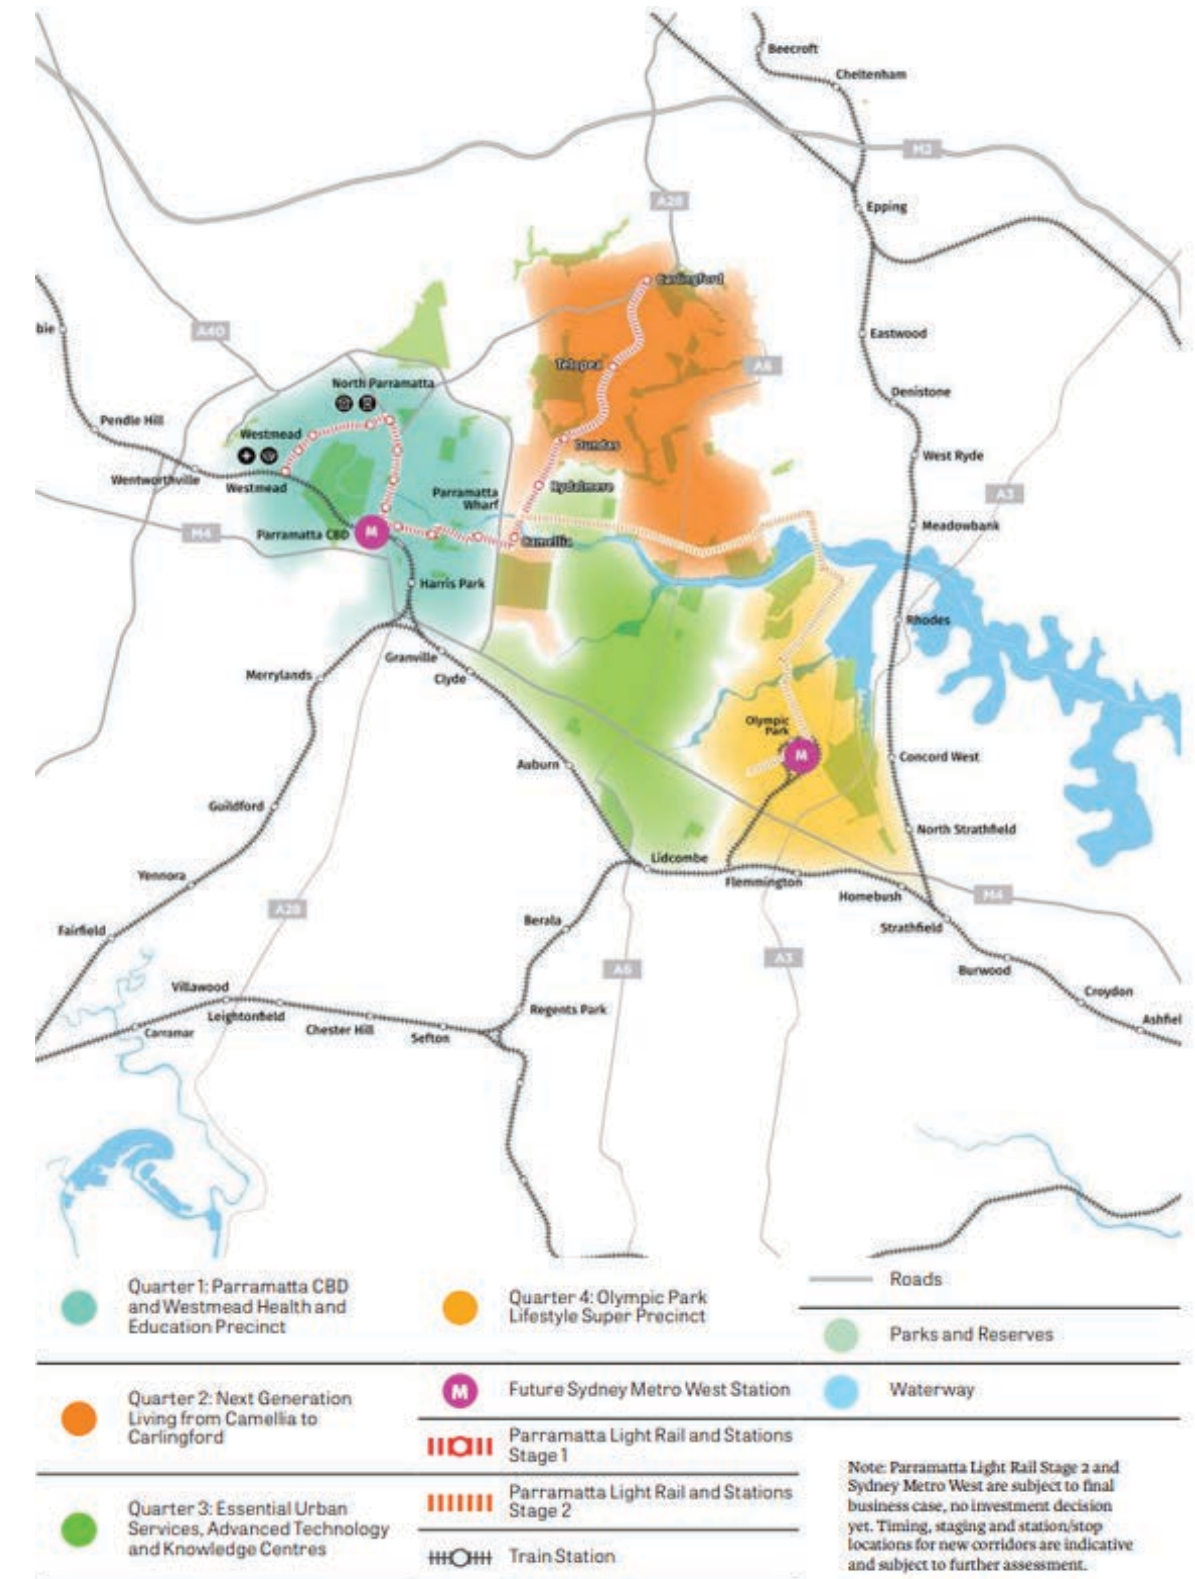 Beecroft
Cheltenham
M2
A28
Epping
Carlingford
bie
A40
Eastwood
Telopea
A6
North Parramatta
Denistone
Pendle Hill
Westmead
Dundas
West Ryde
Wentworthville
Westmead
Rydalmere
A3
Parramatta
Wharf
Meadowbank
M4
Parramatta CBD
M
Camellia
Harris Park
Rhodes
Granville
Merrylands
Clyde
Olympic
Park
M
Concord West
Auburn
Guildford
North Strathfield
Lidcombe
Yennora
Flemmington
Homebush
M4
A28
Berala
Fairfield
Strathfield
A6
A3
Burwood
Villawood
Croydon
Leightonfield
Regents Park
Carramar
Chester Hill
Sefton
Ashfiel
Quarter 1: Parramatta CBD
and Westmead Health and
Education Precinct
Quarter 2: Next Generation
Living from Camellia to
Carlingford
Quarter 3: Essential Urban
Services, Advanced Technology
and Knowledge Centres
Quarter 4: Olympic Park
Lifestyle Super Precinct
M
Future Sydney Metro West Station
Parramatta Light Rail and Stations
Stage 1
Parramatta Light Rail and Stations
Stage 2
Train Station
Roads
Parks and Reserves
Waterway
Note: Parramatta Light Rail Stage 2 and
Sydney Metro West are subject to final
business case, no investment decision
yet. Timing, staging and station/stop
locations for new corridors are indicative
and subject to further assessment.